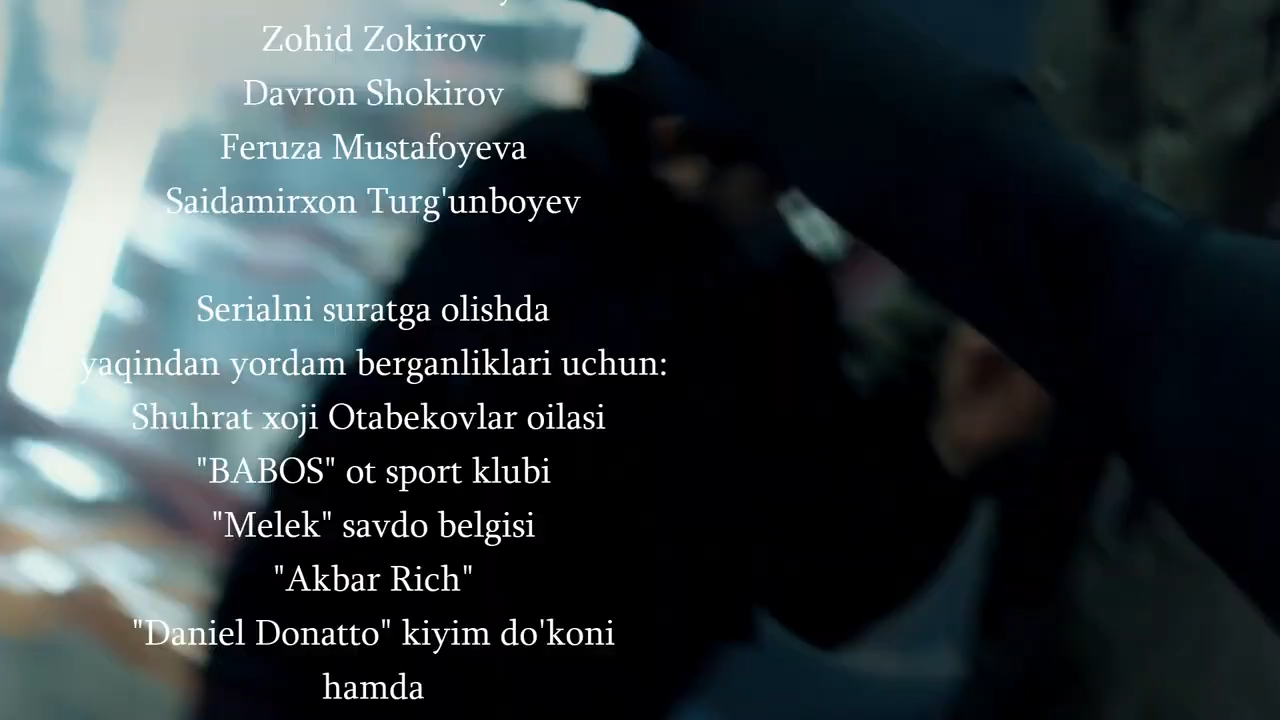 Zohid Zokirov
Davron Shokirov
Feruza Mustafoyeva
Saidamirxon Turg'unboyev
Serialni suratga olishda
yaqindan yordam berganliklari uchun:
Shuhrat xoji Otabekovlar oilasi
"BABOS" ot sport klubi
"Melek" savdo belgisi
"Akbar Rich"
"Daniel Donatto" kiyim do'koni
hamda